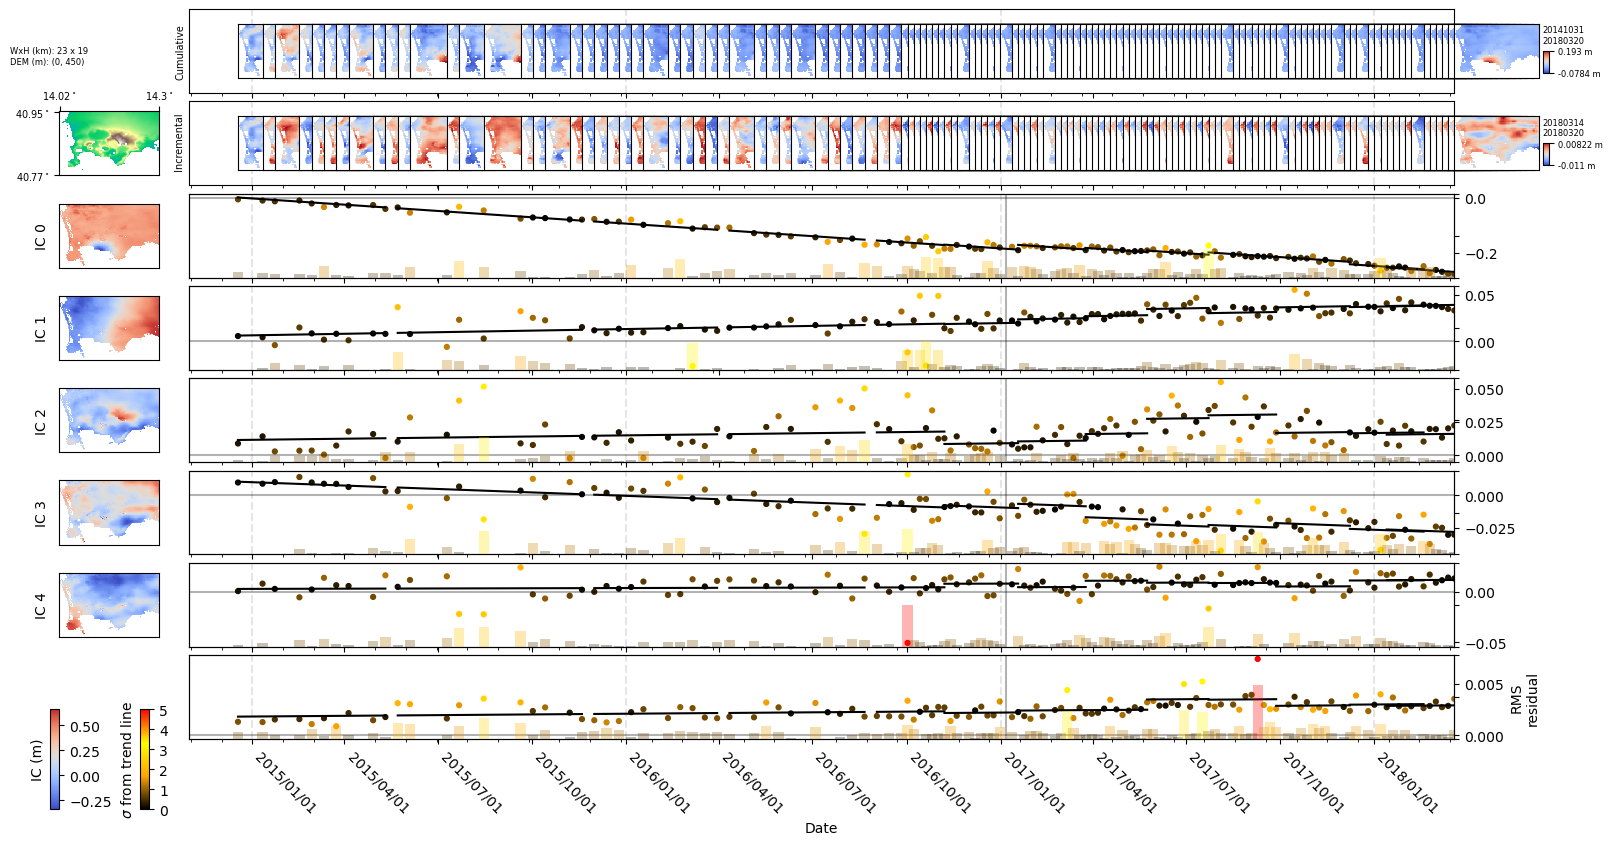 WxH (km): 23 x 19
DEM (m): (0, 450)
Cumulative
20141031
20180320
0.193 m
-0.0784 m
14.02°
14.3°
40.95°
40.77°
Incremental
20180314
20180320
0.00822 m
-0.011 m
IC 0
0.0
−0.2
IC 1
0.05
0.00
IC 2
0.050
0.025
0.000
IC 3
0.000
−0.025
IC 4
0.00
−0.05
RMS
residual
0.005
0.000
IC (m)
0.50
0.25
0.00
−0.25
σ from trend line
5
4
3
2
1
0
2015/01/01
2015/04/01
2015/07/01
2015/10/01
2016/01/01
2016/04/01
2016/07/01
2016/10/01
2017/01/01
2017/04/01
2017/07/01
2017/10/01
2018/01/01
Date